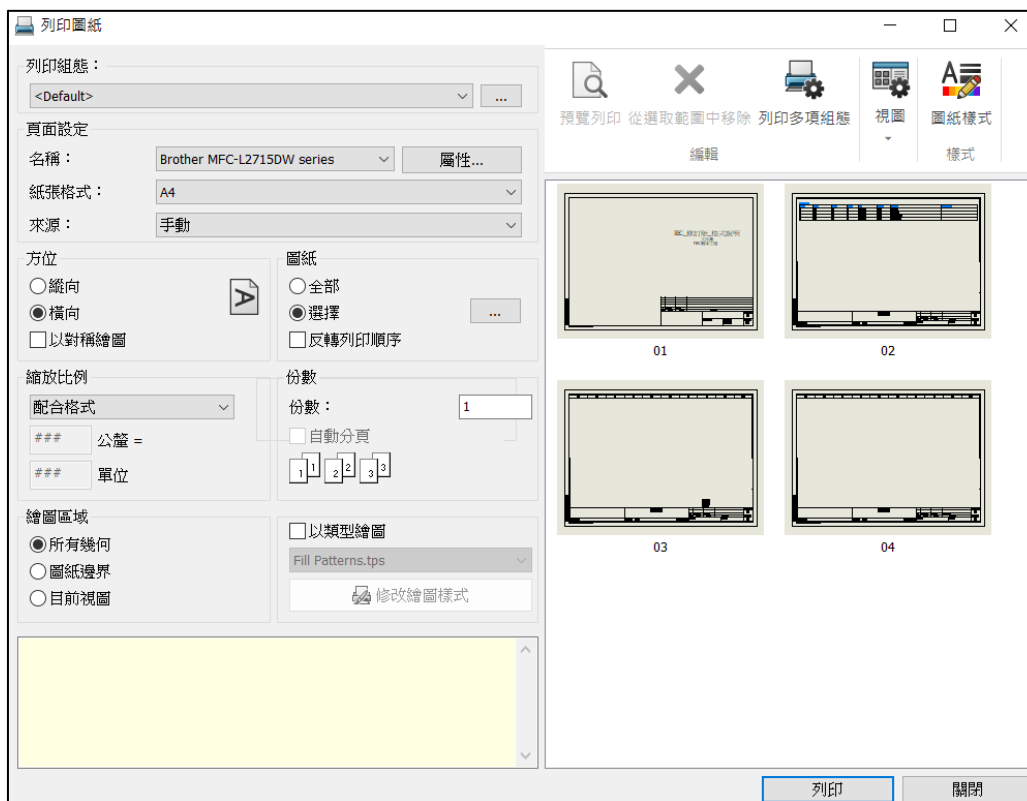 列印圖紙
列印組態：
<Default>
...
頁面設定
名稱：
Brother MFC-L2715DW series
屬性...
紙張格式：
A4
來源：
手動
方位
縱向
橫向
以對稱繪圖
A
圖紙
全部
選擇
...
反轉列印順序
縮放比例
配合格式
###
公釐 =
###
單位
份數
份數：
1
自動分頁
1 1 2 2 3 3
繪圖區域
所有幾何
圖紙邊界
目前視圖
以類型繪圖
Fill Patterns.tps
修改繪圖樣式
預覽列印
從選取範圍中移除
列印多項組態
編輯
視圖
A
圖紙樣式
樣式
01
02
03
04
列印
關閉